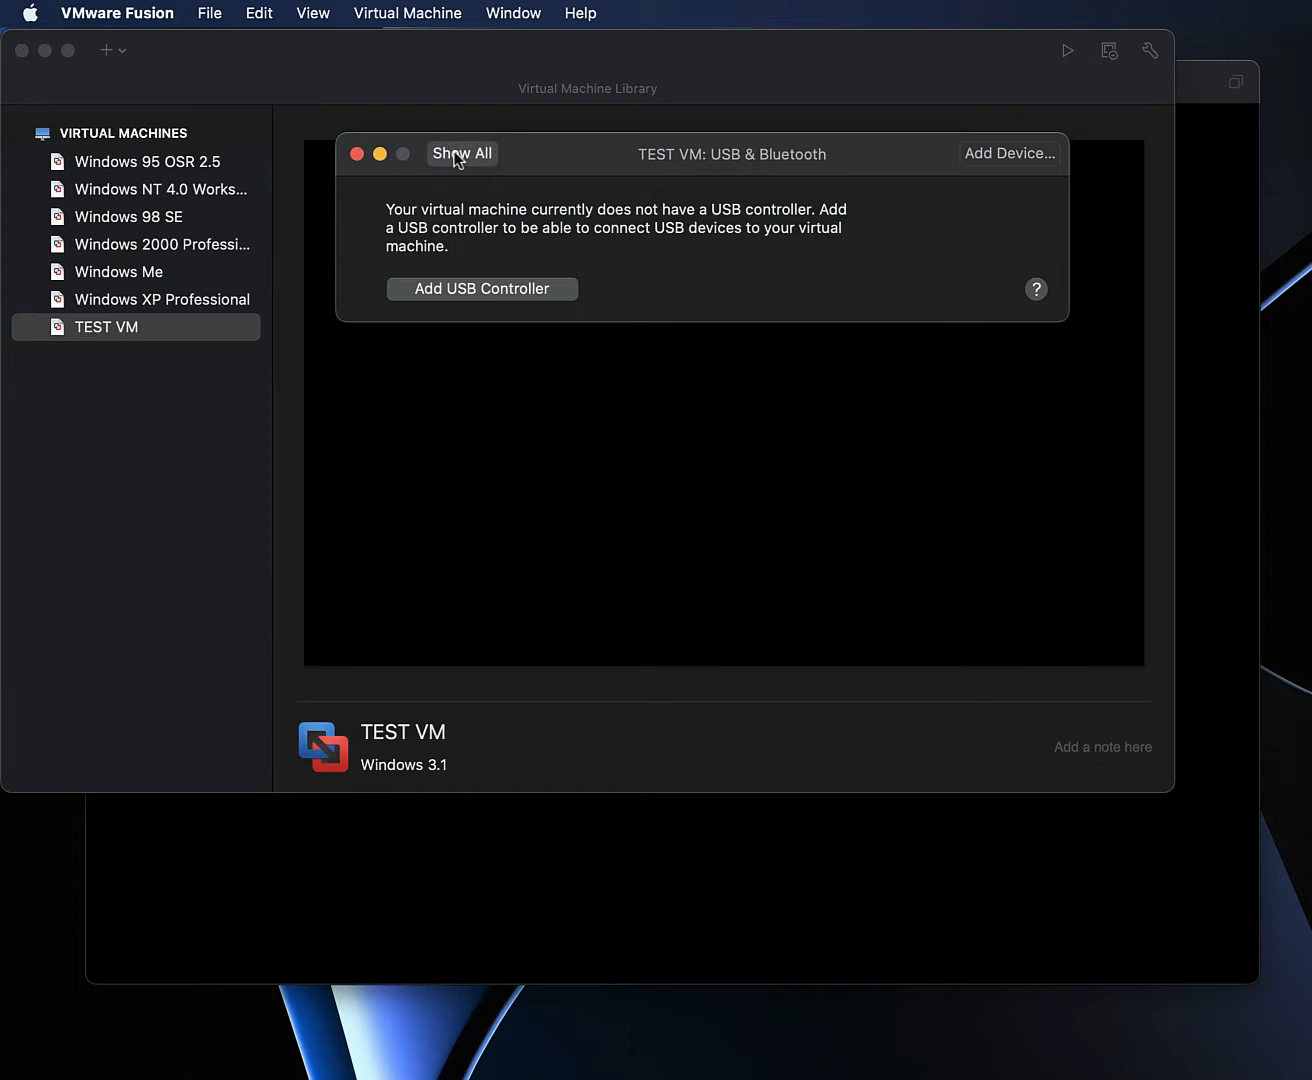 VMware Fusion File Edit View Virtual Machine Window Help
Virtual Machine Library
VIRTUAL MACHINES
Windows 95 OSR 2.5
Windows NT 4.0 Works...
Windows 98 SE
Windows 2000 Professi...
Windows Me
Windows XP Professional
TEST VM
Show All
TEST VM: USB & Bluetooth
Add Device...
Your virtual machine currently does not have a USB controller. Add
a USB controller to be able to connect USB devices to your virtual
machine.
Add USB Controller
?
TEST VM
Windows 3.1
Add a note here